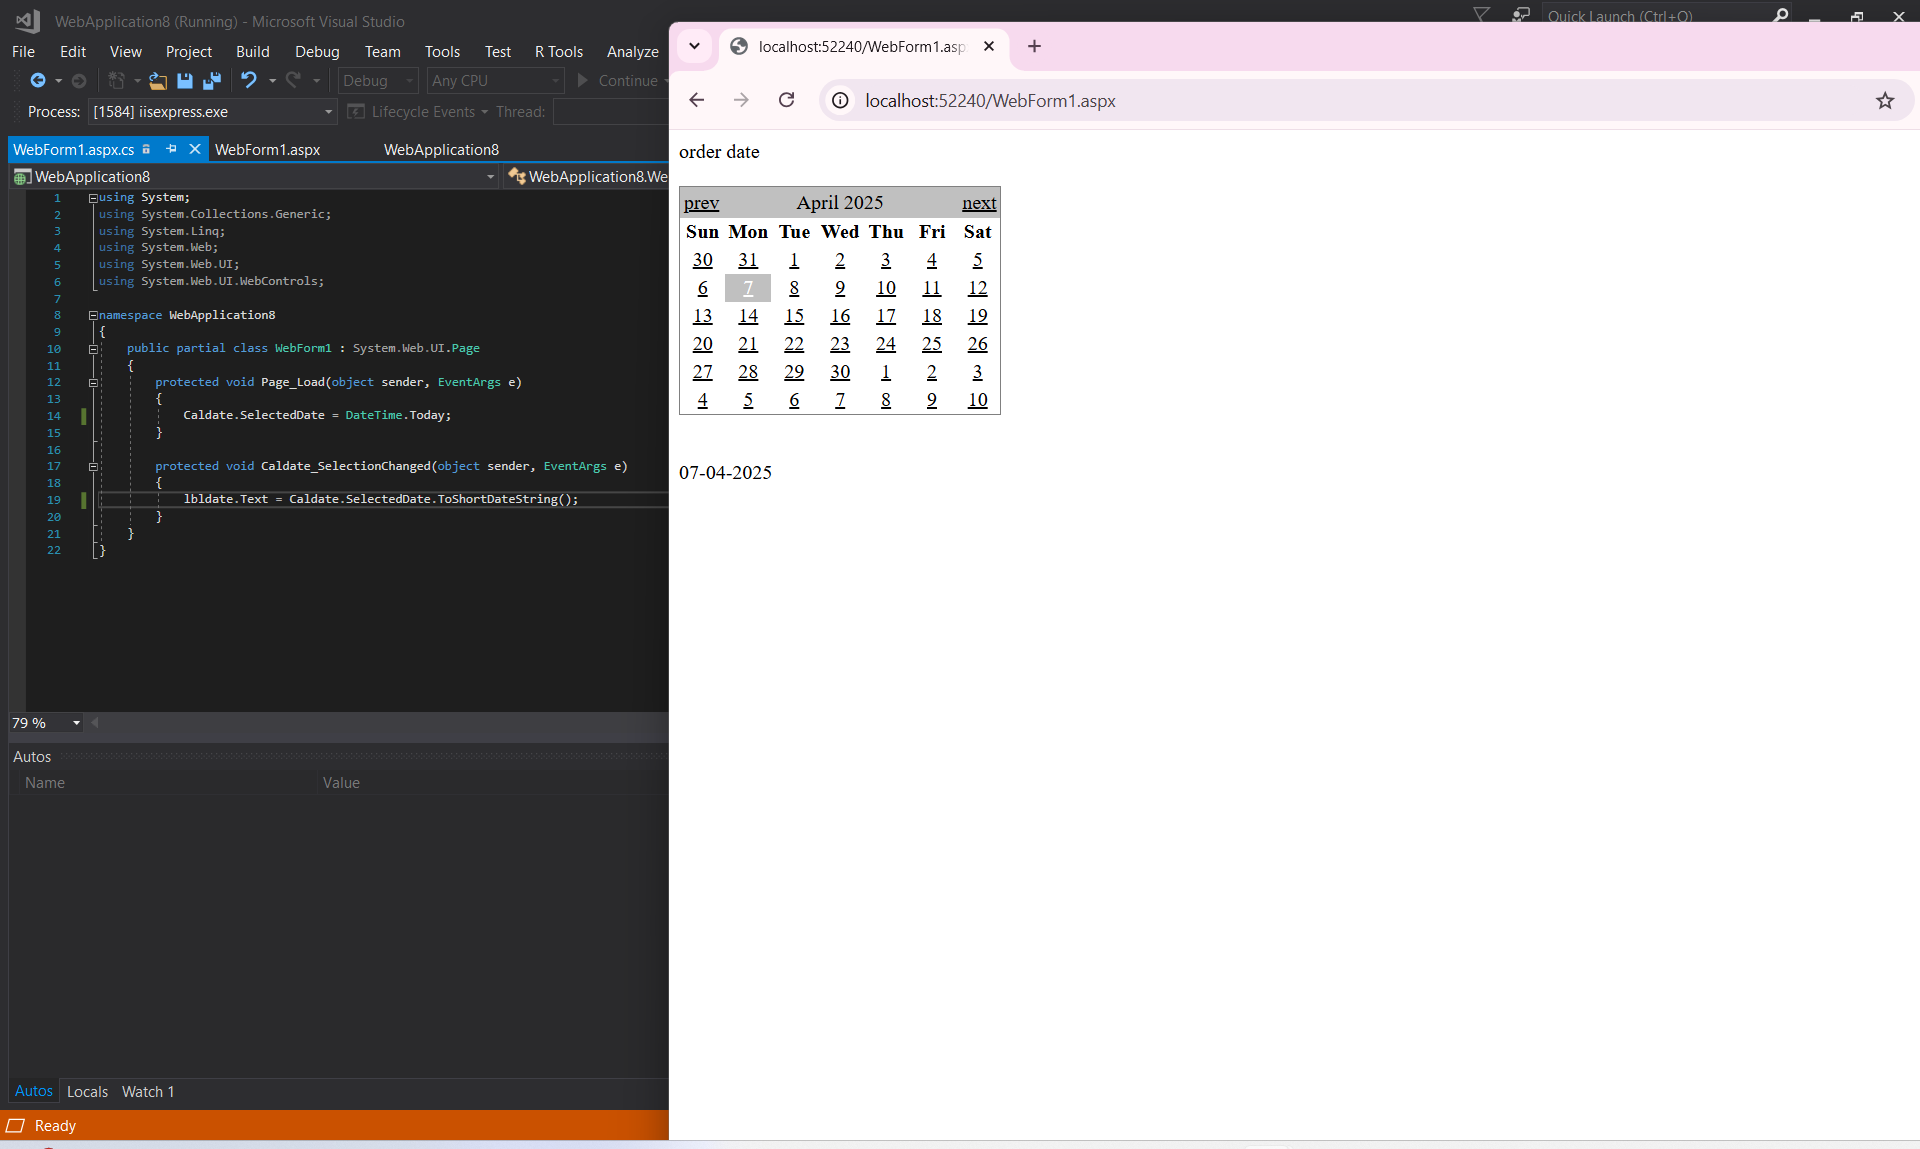 WebApplication8 (Running) - Microsoft Visual Studio
Quick Launch (Ctrl+Q)
File Edit View Project Build Debug Team Tools Test R Tools Analyze
Debug Any CPU Continue
Process: [1584] iisexpress.exe Lifecycle Events Thread:
WebForm1.aspx.cs WebForm1.aspx WebApplication8
WebApplication8 WebApplication8.We
1 using System;
2 using System.Collections.Generic;
3 using System.Linq;
4 using System.Web;
5 using System.Web.UI;
6 using System.Web.UI.WebControls;
7
8 namespace WebApplication8
9 {
10 public partial class WebForm1 : System.Web.UI.Page
11 {
12 protected void Page_Load(object sender, EventArgs e)
13 {
14 Caldate.SelectedDate = DateTime.Today;
15 }
16
17 protected void Caldate_SelectionChanged(object sender, EventArgs e)
18 {
19 lbldate.Text = Caldate.SelectedDate.ToShortDateString();
20 }
21 }
22 }
79 %
Autos
Name Value
Autos Locals Watch 1
Ready
localhost:52240/WebForm1.asp
localhost:52240/WebForm1.aspx
order date
prev April 2025 next
Sun Mon Tue Wed Thu Fri Sat
30 31 1 2 3 4 5
6 7 8 9 10 11 12
13 14 15 16 17 18 19
20 21 22 23 24 25 26
27 28 29 30 1 2 3
4 5 6 7 8 9 10
07-04-2025